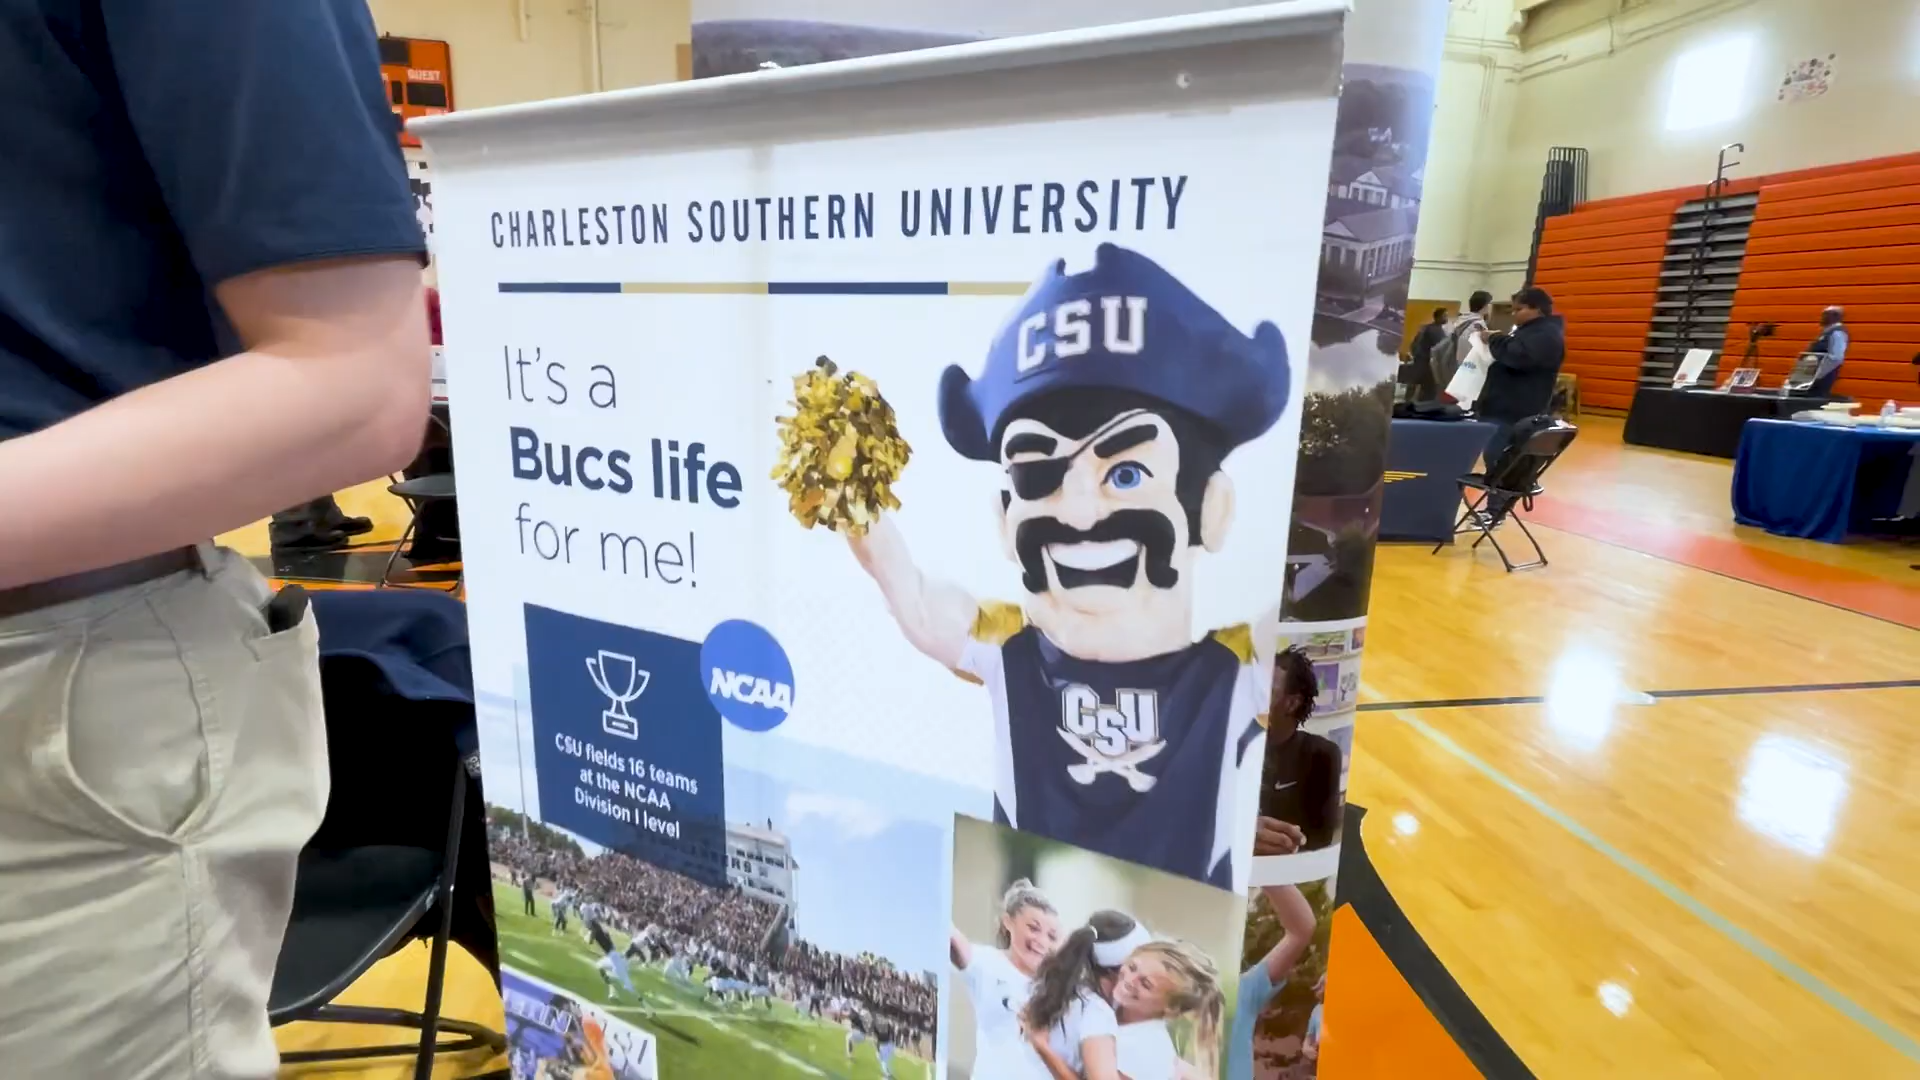 GUEST
CHARLESTON SOUTHERN UNIVERSITY
CSU
It's a
Bucs life
for me!
NCAA
CSU
CSU fields 16 teams
at the NCAA
Division I level